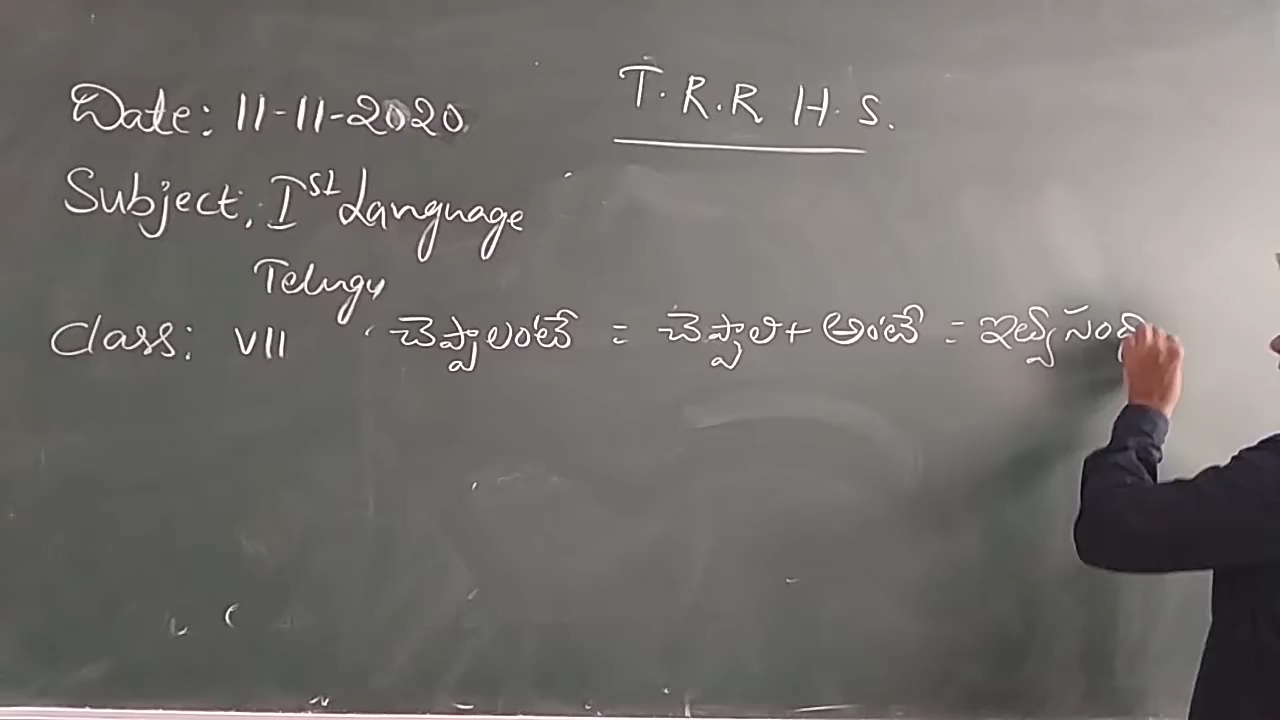 T. R. R H. S.
Date: 11-11-2020
Subject: Ist Language
Telugu
Class: VII చెప్పాలంటే = చెప్పాలి + అంటే = ఇత్వ సంధి